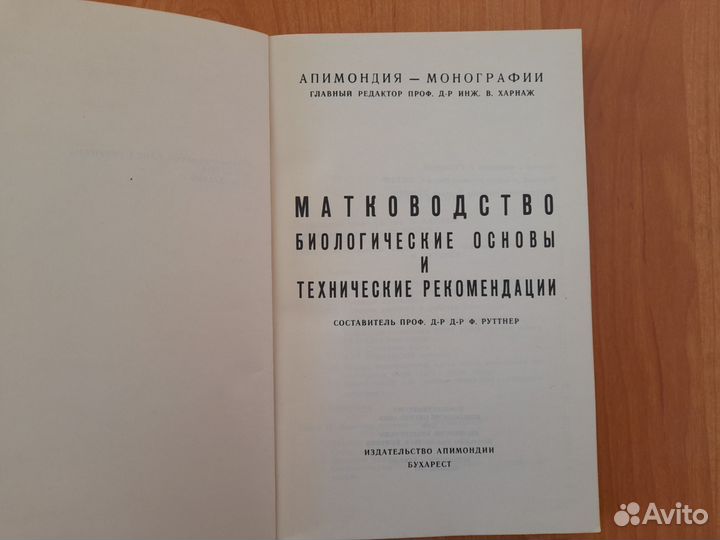 АПИМОНДИЯ — МОНОГРАФИИ
ГЛАВНЫЙ РЕДАКТОР ПРОФ. Д-Р ИНЖ. В. ХАРНАЖ
МАТКОВОДСТВО
БИОЛОГИЧЕСКИЕ ОСНОВЫ
И
ТЕХНИЧЕСКИЕ РЕКОМЕНДАЦИИ
СОСТАВИТЕЛЬ ПРОФ. Д-Р Д-Р Ф. РУТТНЕР
ИЗДАТЕЛЬСТВО АПИМОНДИИ
БУХАРЕСТ
Avito